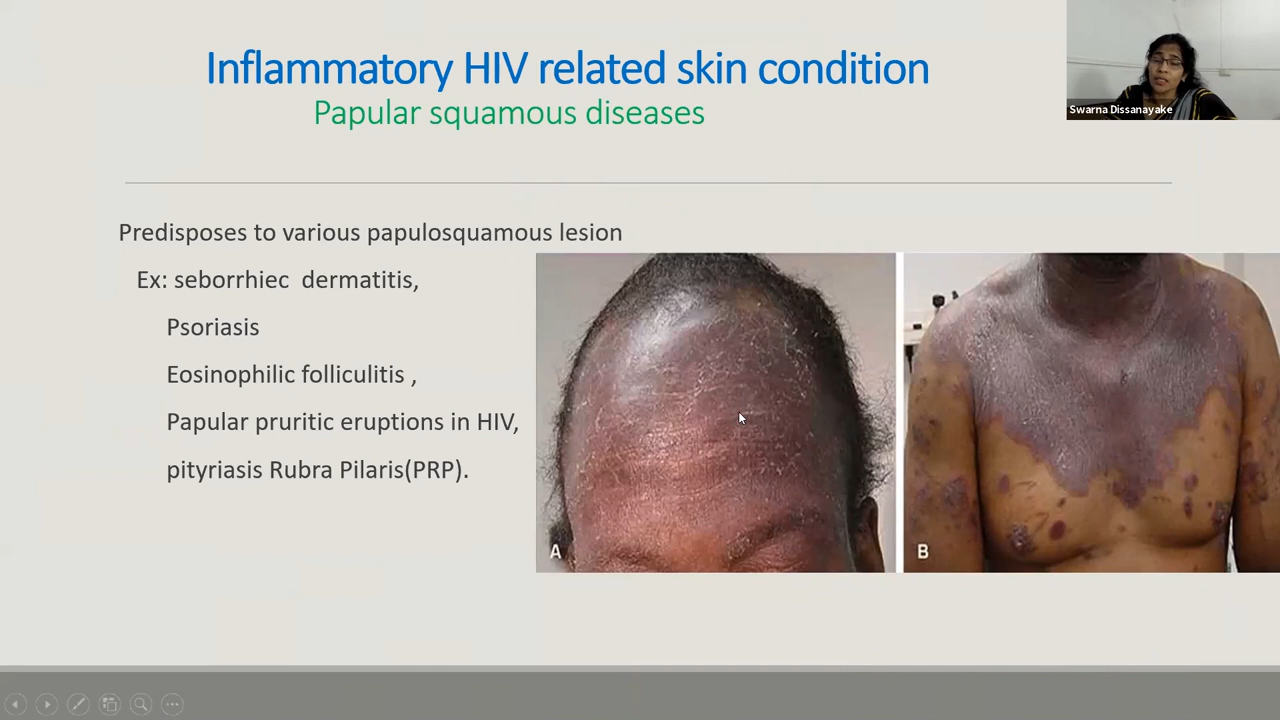 Inflammatory HIV related skin condition
Papular squamous diseases
Swarna Dissanayake
Predisposes to various papulosquamous lesion
Ex: seborrhiec dermatitis,
Psoriasis
Eosinophilic folliculitis ,
Papular pruritic eruptions in HIV,
pityriasis Rubra Pilaris(PRP).
A
B